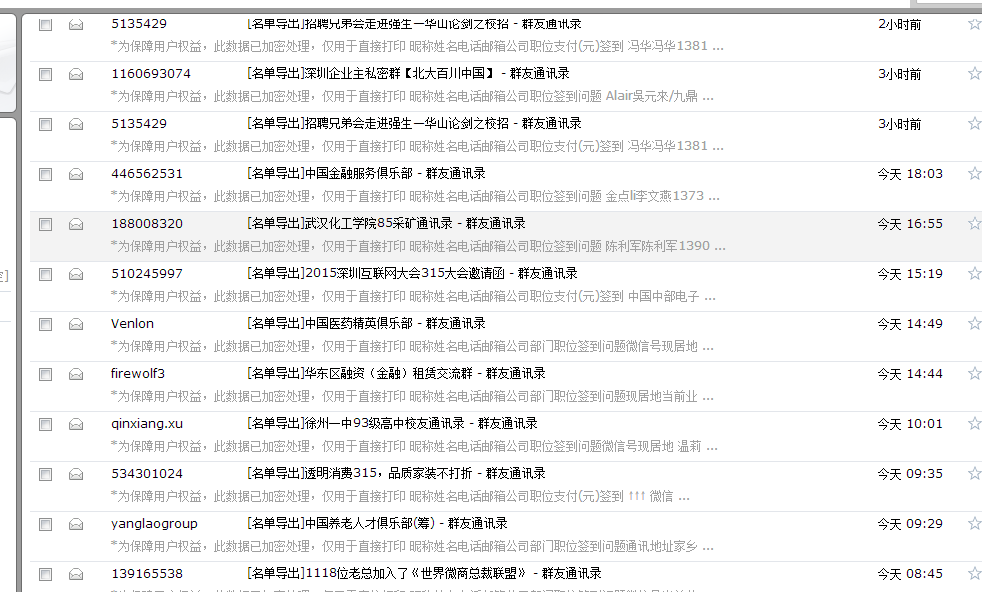 5135429 [名单导出]招聘兄弟会走进强生一华山论剑之校招 - 群友通讯录 2小时前
*为保障用户权益，此数据已加密处理，仅用于直接打印 昵称姓名电话邮箱公司职位支付(元)签到 冯华冯华1381 ...
1160693074 [名单导出]深圳企业主私密群【北大百川中国】 - 群友通讯录 3小时前
*为保障用户权益，此数据已加密处理，仅用于直接打印 昵称姓名电话邮箱公司职位签到问题 Alair吳元來/九鼎 ...
5135429 [名单导出]招聘兄弟会走进强生一华山论剑之校招 - 群友通讯录 3小时前
*为保障用户权益，此数据已加密处理，仅用于直接打印 昵称姓名电话邮箱公司职位支付(元)签到 冯华冯华1381 ...
446562531 [名单导出]中国金融服务俱乐部 - 群友通讯录 今天 18:03
*为保障用户权益，此数据已加密处理，仅用于直接打印 昵称姓名电话邮箱公司职位签到问题 金点li李文燕1373 ...
188008320 [名单导出]武汉化工学院85采矿通讯录 - 群友通讯录 今天 16:55
*为保障用户权益，此数据已加密处理，仅用于直接打印 昵称姓名电话邮箱公司职位签到问题 陈利军陈利军1390 ...
510245997 [名单导出]2015深圳互联网大会315大会邀请函 - 群友通讯录 今天 15:19
*为保障用户权益，此数据已加密处理，仅用于直接打印 昵称姓名电话邮箱公司职位支付(元)签到 中国中部电子 ...
Venlon [名单导出]中国医药精英俱乐部 - 群友通讯录 今天 14:49
*为保障用户权益，此数据已加密处理，仅用于直接打印 昵称姓名电话邮箱公司部门职位签到问题微信号现居地 ...
firewolf3 [名单导出]华东区融资（金融）租赁交流群 - 群友通讯录 今天 14:44
*为保障用户权益，此数据已加密处理，仅用于直接打印 昵称姓名电话邮箱公司部门职位签到问题现居地当前业 ...
qinxiang.xu [名单导出]徐州一中93级高中校友通讯录 - 群友通讯录 今天 10:01
*为保障用户权益，此数据已加密处理，仅用于直接打印 昵称姓名电话邮箱公司职位签到问题微信号现居地 温莉 ...
534301024 [名单导出]透明消费315，品质家装不打折 - 群友通讯录 今天 09:35
*为保障用户权益，此数据已加密处理，仅用于直接打印 昵称姓名电话邮箱公司职位支付(元)签到 ↑↑↑ 微信 ...
yanglaogroup [名单导出]中国养老人才俱乐部(筹) - 群友通讯录 今天 09:29
*为保障用户权益，此数据已加密处理，仅用于直接打印 昵称姓名电话邮箱公司部门职位签到问题通讯地址家乡 ...
139165538 [名单导出]1118位老总加入了《世界微商总裁联盟》 - 群友通讯录 今天 08:45